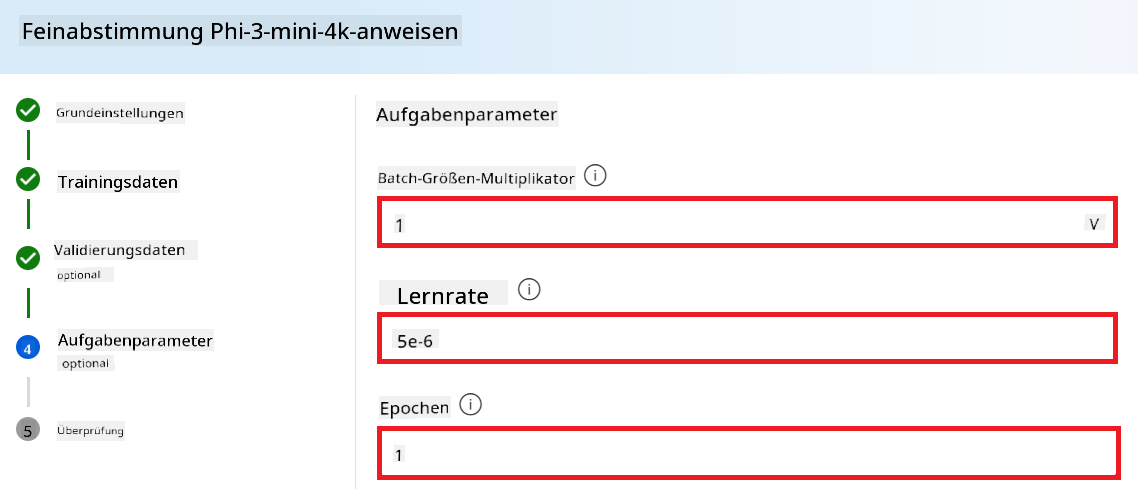 Feinabstimmung Phi-3-mini-4k-anweisen
Grundeinstellungen
Trainingsdaten
Validierungsdaten
optional
4
Aufgabenparameter
optional
5
Überprüfung
Aufgabenparameter
Batch-Größen-Multiplikator
1 V
Lernrate
5e-6
Epochen
1